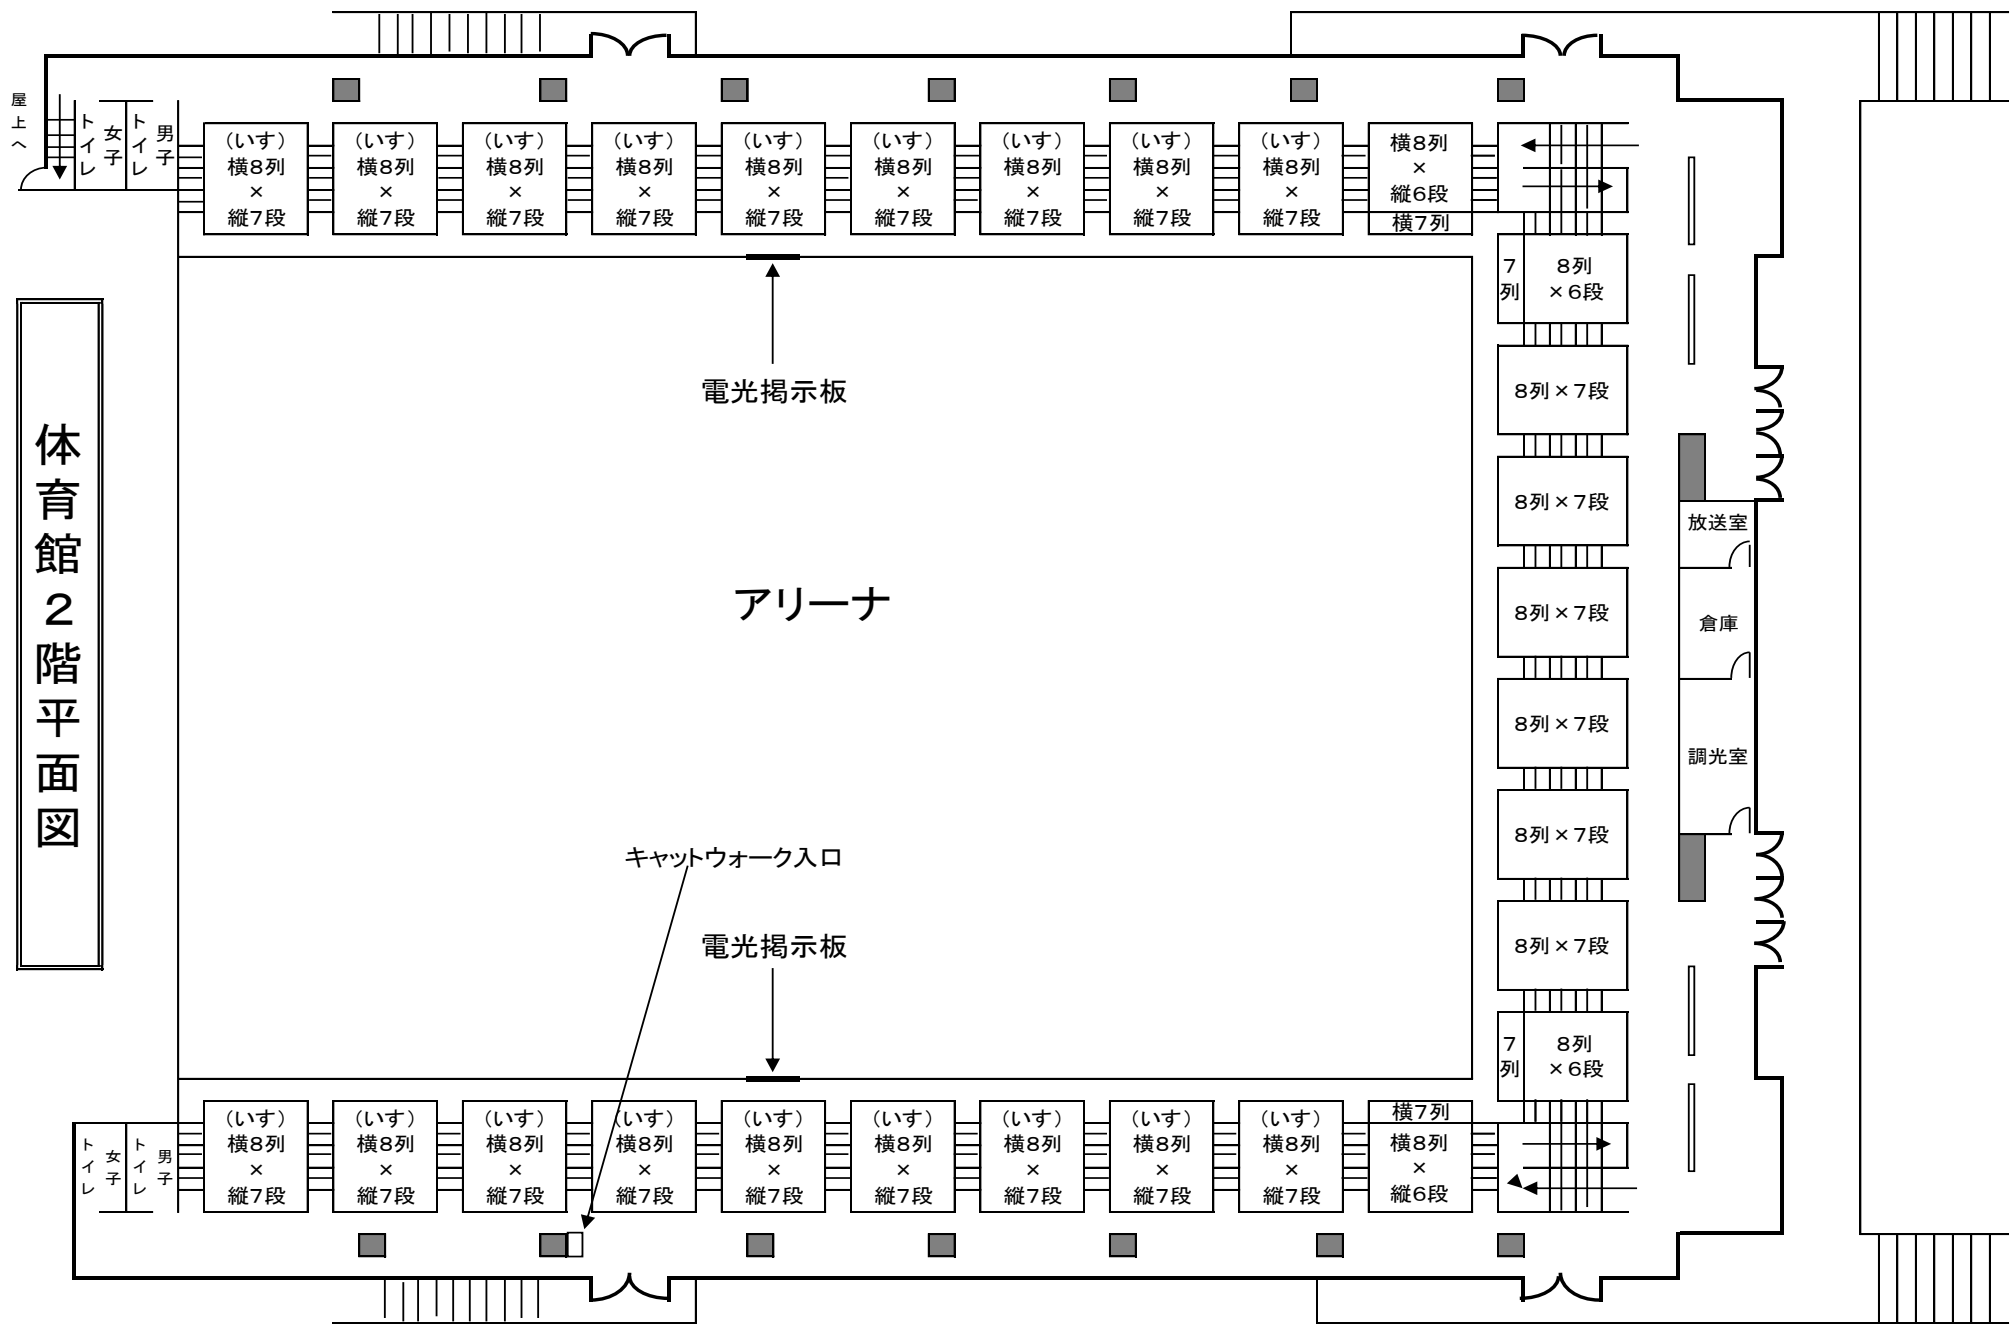 屋上へ
女子トイレ
男子トイレ
(いす)
横8列
×
縦7段
(いす)
横8列
×
縦7段
(いす)
横8列
×
縦7段
(いす)
横8列
×
縦7段
(いす)
横8列
×
縦7段
(いす)
横8列
×
縦7段
(いす)
横8列
×
縦7段
(いす)
横8列
×
縦7段
(いす)
横8列
×
縦7段
横8列
×
縦6段
横7列
7列
8列
×6段
8列×7段
8列×7段
8列×7段
8列×7段
8列×7段
8列×7段
7列
8列
×6段
放送室
倉庫
調光室
電光掲示板
アリーナ
キャットウォーク入口
電光掲示板
体育館2階平面図
女子トイレ
男子トイレ
(いす)
横8列
×
縦7段
(いす)
横8列
×
縦7段
(いす)
横8列
×
縦7段
(いす)
横8列
×
縦7段
(いす)
横8列
×
縦7段
(いす)
横8列
×
縦7段
(いす)
横8列
×
縦7段
(いす)
横8列
×
縦7段
(いす)
横8列
×
縦7段
横7列
横8列
×
縦6段